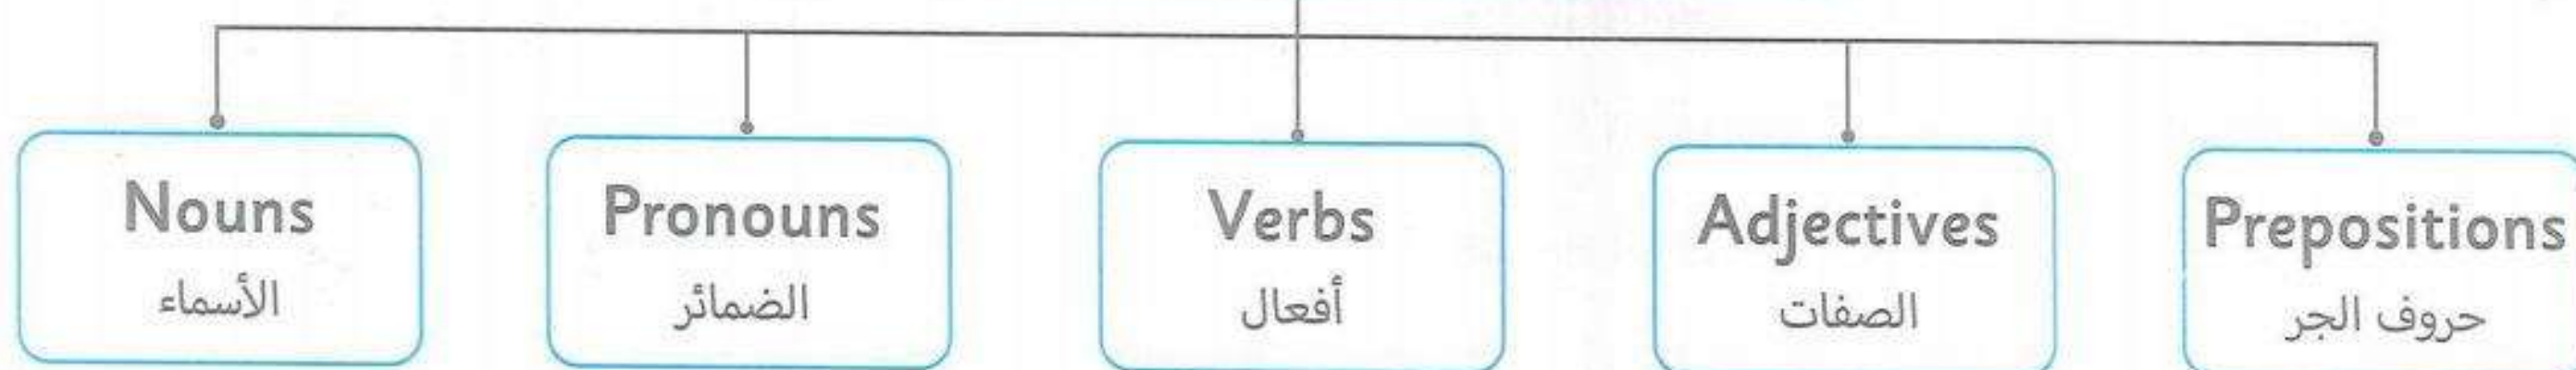 Nouns
الأسماء
Pronouns
الضمائر
Verbs
أفعال
Adjectives
الصفات
Prepositions
حروف الجر